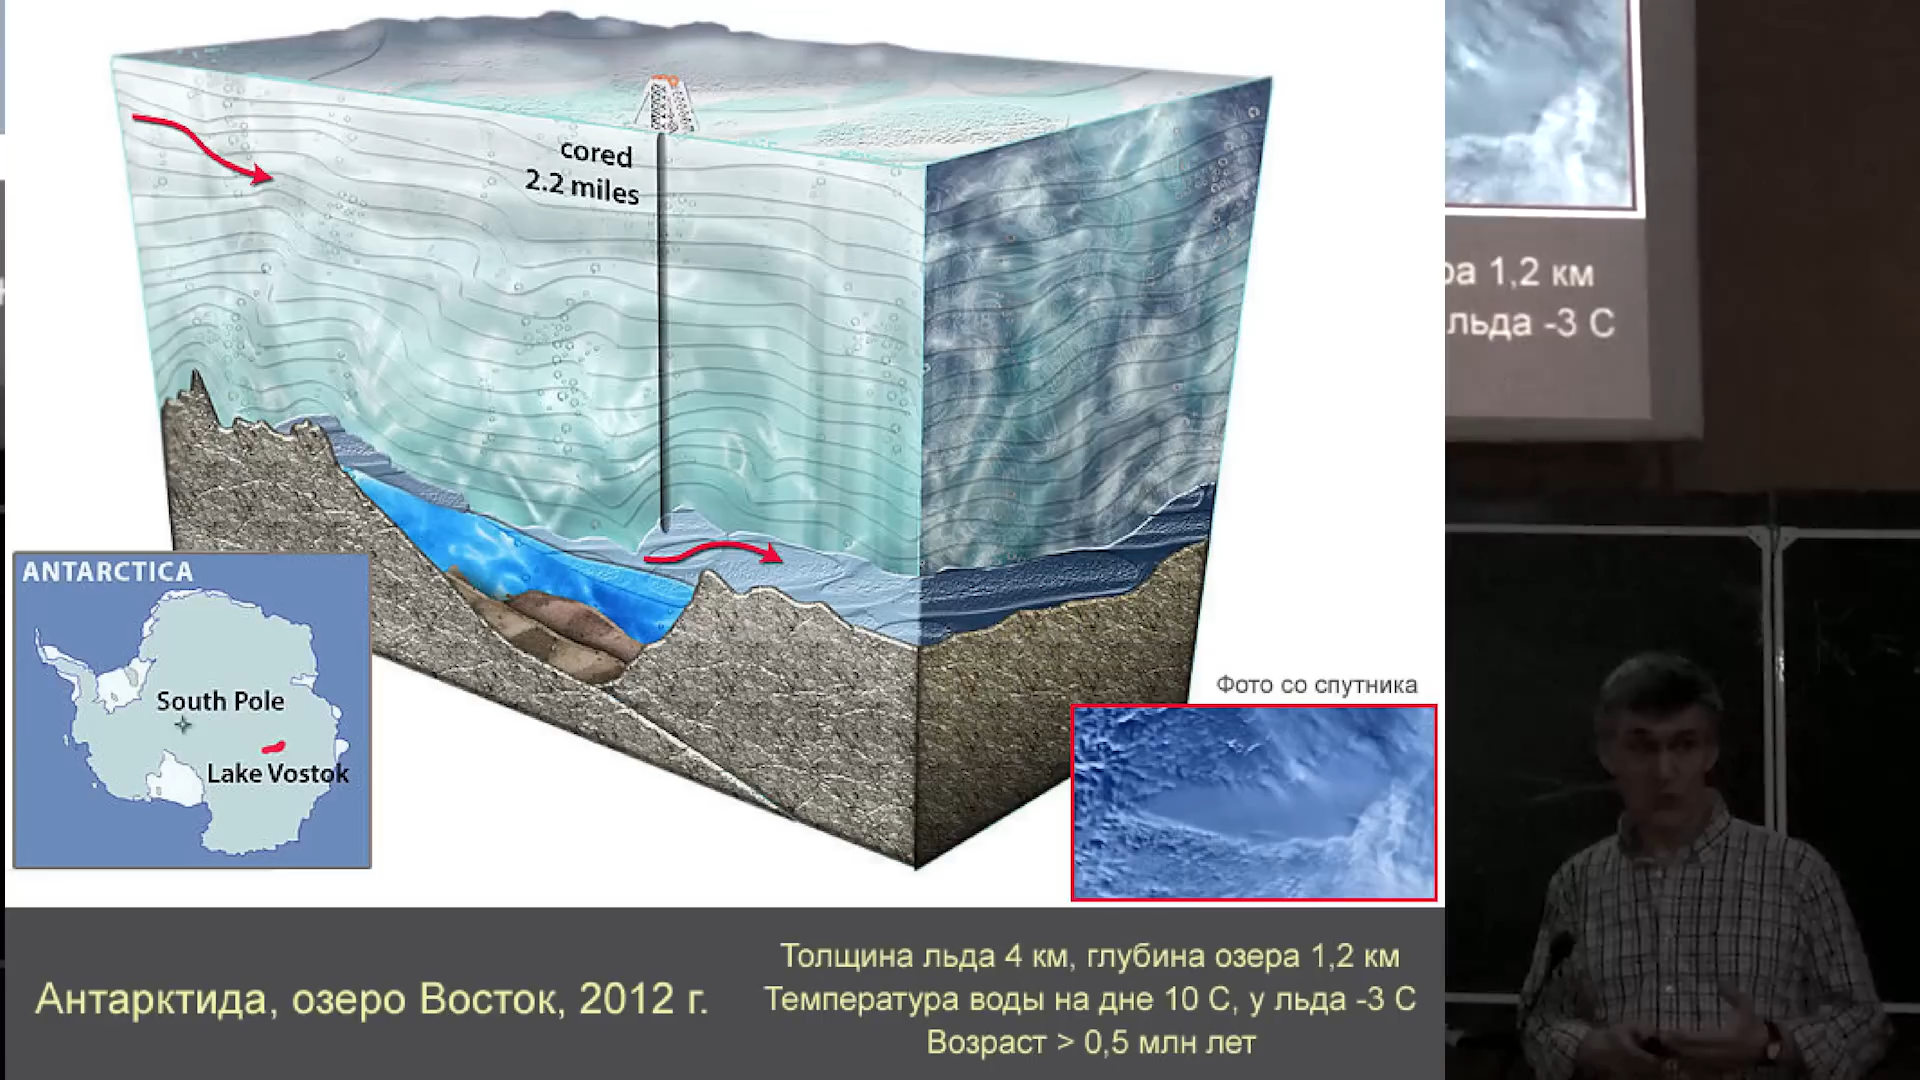 cored
2.2 miles
ANTARCTICA
South Pole
Lake Vostok
Фото со спутника
Антарктида, озеро Восток, 2012 г.
Толщина льда 4 км, глубина озера 1,2 км
Температура воды на дне 10 С, у льда -3 С
Возраст > 0,5 млн лет
ра 1,2 км
льда -3 С